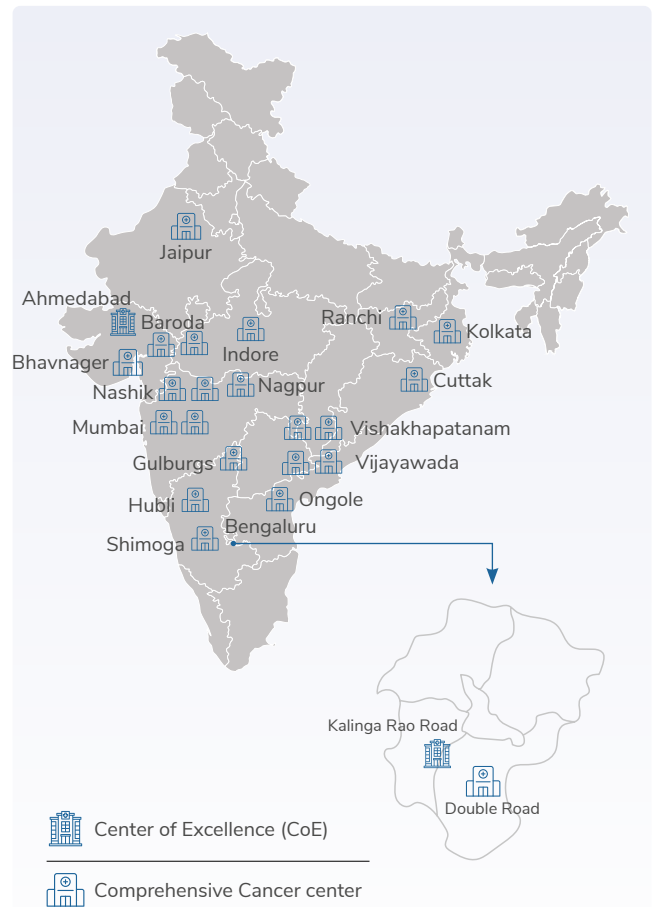 Jaipur
Ahmedabad
Baroda
Ranchi
Kolkata
Indore
Bhavnager
Nashik
Nagpur
Cuttak
Mumbai
Vishakhapatanam
Gulburgs
Vijayawada
Hubli
Ongole
Bengaluru
Shimoga
Kalinga Rao Road
Double Road
Center of Excellence (CoE)
Comprehensive Cancer center